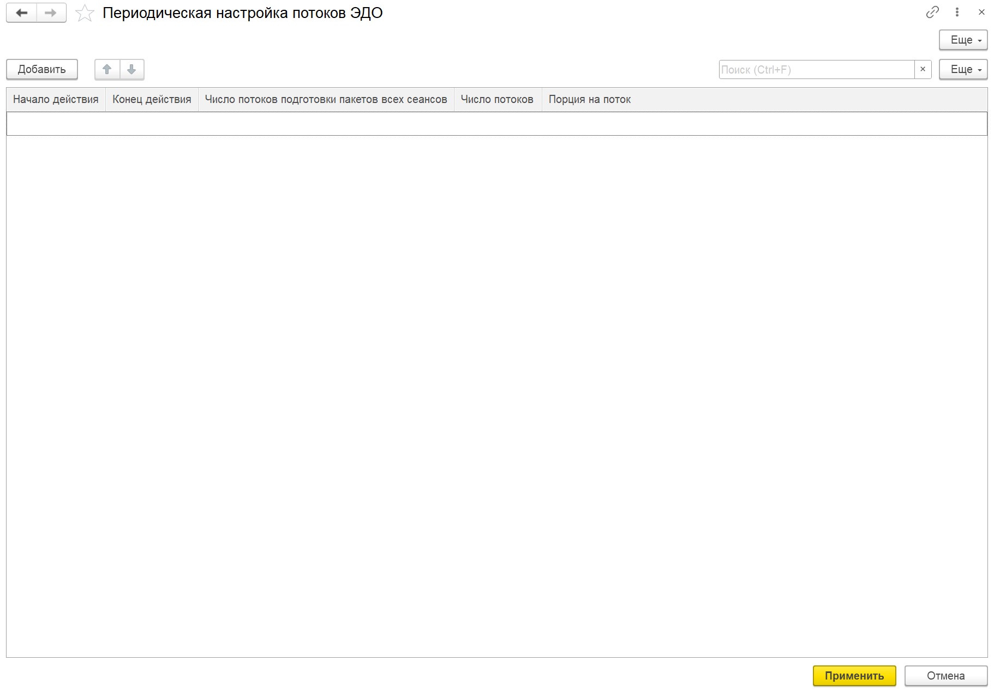 Периодическая настройка потоков ЭДО
Еще
Добавить
Поиск (Ctrl+F)
×
Еще
Начало действия
Конец действия
Число потоков подготовки пакетов всех сеансов
Число потоков
Порция на поток
Применить
Отмена